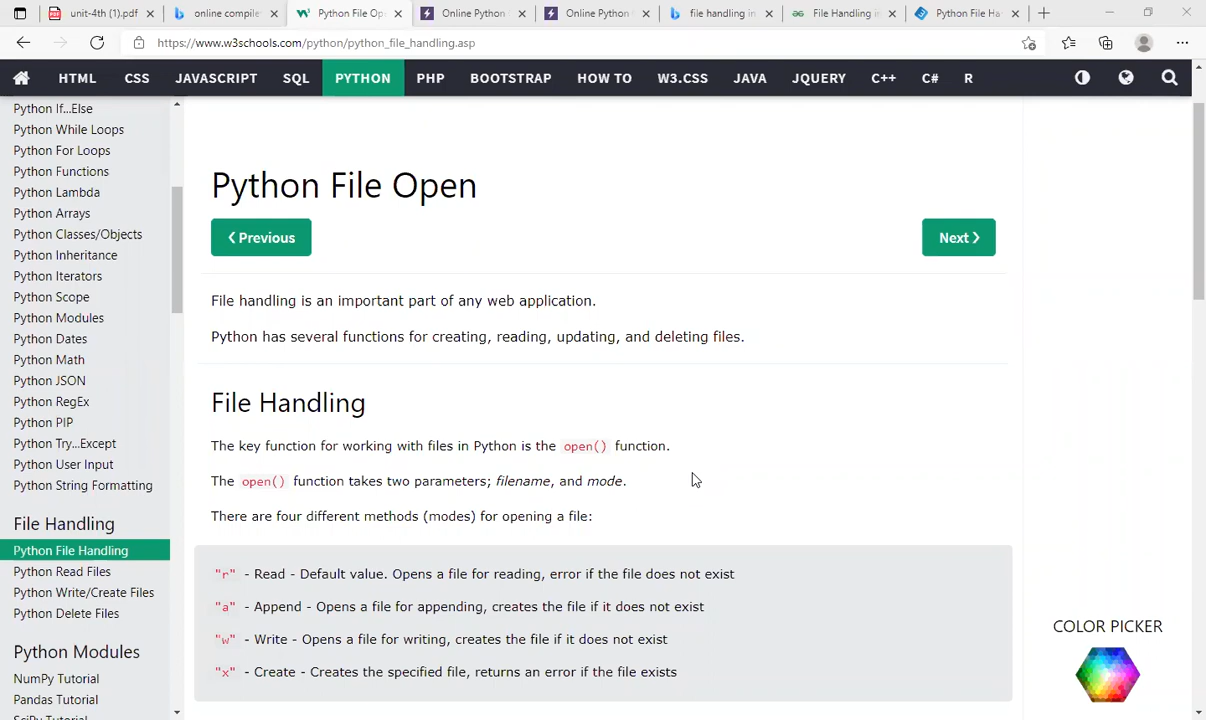 unit-4th (1).pdf
online compile
Python File Op
Online Python
Online Python
file handling in
File Handling in
Python File Ha
https://www.w3schools.com/python/python_file_handling.asp
HTML CSS JAVASCRIPT SQL PYTHON PHP BOOTSTRAP HOW TO W3.CSS JAVA JQUERY C++ C# R
Python If...Else
Python While Loops
Python For Loops
Python Functions
Python Lambda
Python Arrays
Python Classes/Objects
Python Inheritance
Python Iterators
Python Scope
Python Modules
Python Dates
Python Math
Python JSON
Python RegEx
Python PIP
Python Try...Except
Python User Input
Python String Formatting
File Handling
Python File Handling
Python Read Files
Python Write/Create Files
Python Delete Files
Python Modules
NumPy Tutorial
Pandas Tutorial
SciPy Tutorial
Python File Open
❮ Previous
Next ❯
File handling is an important part of any web application.
Python has several functions for creating, reading, updating, and deleting files.
File Handling
The key function for working with files in Python is the open() function.
The open() function takes two parameters; filename, and mode.
There are four different methods (modes) for opening a file:
"r" - Read - Default value. Opens a file for reading, error if the file does not exist
"a" - Append - Opens a file for appending, creates the file if it does not exist
"w" - Write - Opens a file for writing, creates the file if it does not exist
"x" - Create - Creates the specified file, returns an error if the file exists
COLOR PICKER